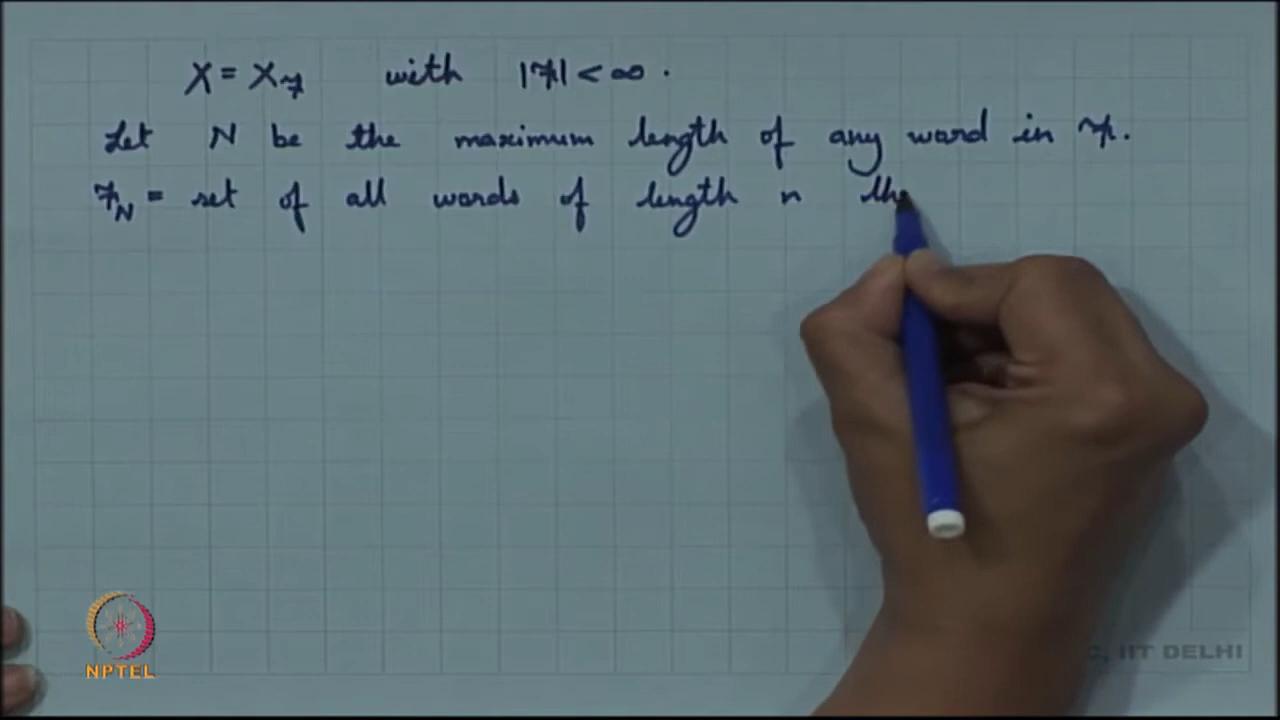 X = X_F with |F| < ∞.
Let N be the maximum length of any word in F.
F_N = set of all words of length n the
NPTEL
IIT DELHI